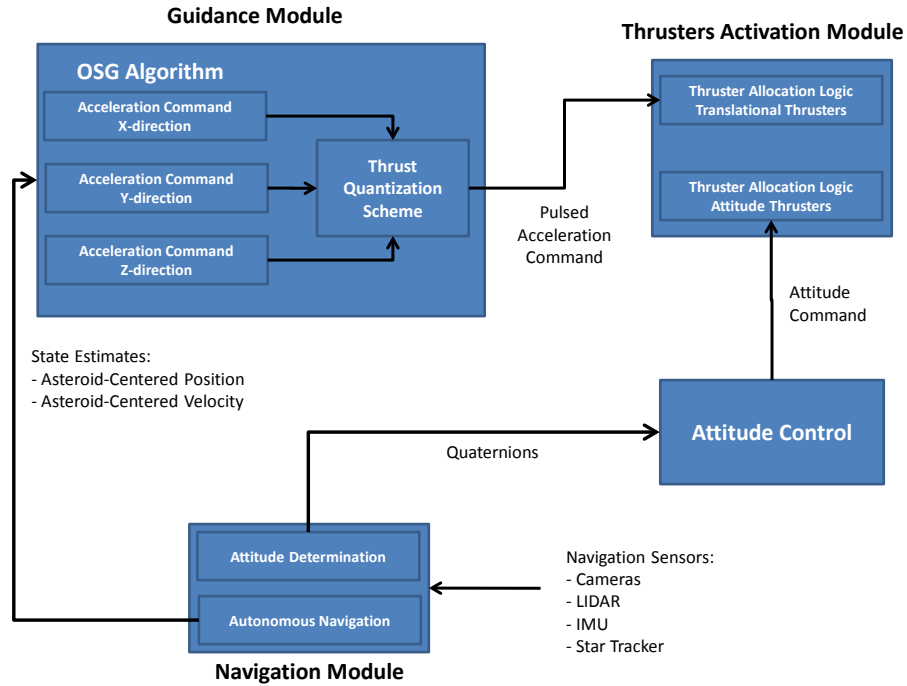 Guidance Module
OSG Algorithm
Acceleration Command
X-direction
Acceleration Command
Y-direction
Acceleration Command
Z-direction
Thrust
Quantization
Scheme
Pulsed
Acceleration
Command
Thrusters Activation Module
Thruster Allocation Logic
Translational Thrusters
Thruster Allocation Logic
Attitude Thrusters
Attitude
Command
State Estimates:
- Asteroid-Centered Position
- Asteroid-Centered Velocity
Quaternions
Attitude Control
Attitude Determination
Autonomous Navigation
Navigation Module
Navigation Sensors:
- Cameras
- LIDAR
- IMU
- Star Tracker